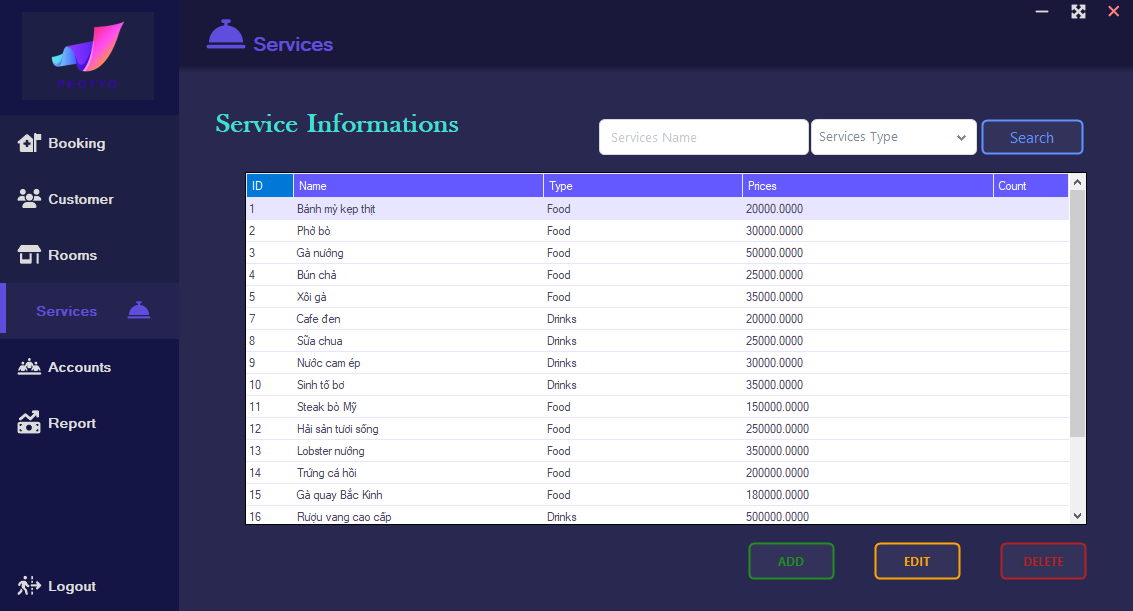 Services
Booking
Customer
Rooms
Services
Accounts
Report
Logout
Service Informations
Services Name
Services Type
Search
ID Name Type Prices Count
1 Bánh mỳ kẹp thịt Food 20000.0000
2 Phở bò Food 30000.0000
3 Gà nướng Food 50000.0000
4 Bún chả Food 25000.0000
5 Xôi gà Food 35000.0000
7 Cafe đen Drinks 20000.0000
8 Sữa chua Drinks 25000.0000
9 Nước cam ép Drinks 30000.0000
10 Sinh tố bơ Drinks 35000.0000
11 Steak bò Mỹ Food 150000.0000
12 Hải sản tươi sống Food 250000.0000
13 Lobster nướng Food 350000.0000
14 Trứng cá hồi Food 200000.0000
15 Gà quay Bắc Kinh Food 180000.0000
16 Rượu vang cao cấp Drinks 500000.0000
ADD
EDIT
DELETE